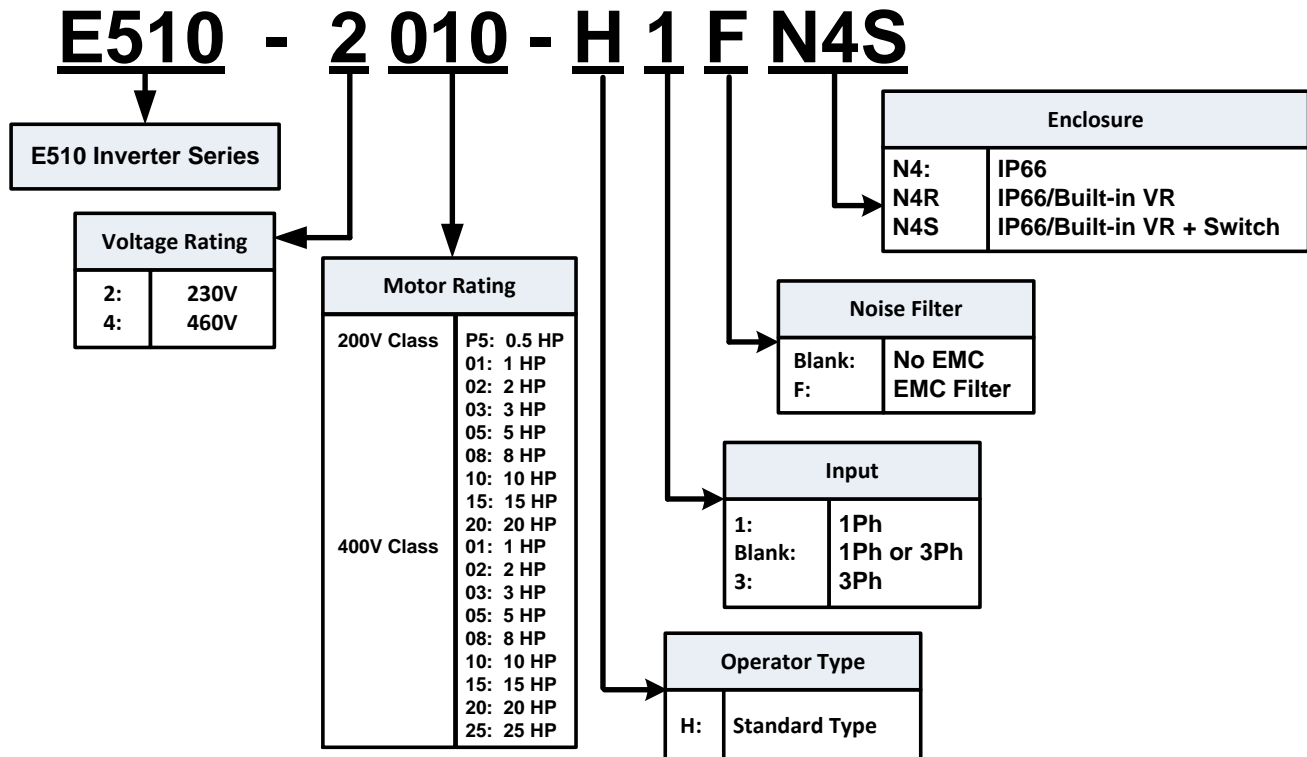 E510 - 2 010 - H 1 F N4S
E510 Inverter Series
Voltage Rating
2: 230V
4: 460V
Motor Rating
200V Class P5: 0.5 HP
01: 1 HP
02: 2 HP
03: 3 HP
05: 5 HP
08: 8 HP
10: 10 HP
15: 15 HP
20: 20 HP
400V Class 01: 1 HP
02: 2 HP
03: 3 HP
05: 5 HP
08: 8 HP
10: 10 HP
15: 15 HP
20: 20 HP
25: 25 HP
Enclosure
N4: IP66
N4R IP66/Built-in VR
N4S IP66/Built-in VR + Switch
Noise Filter
Blank: No EMC
F: EMC Filter
Input
1: 1Ph
Blank: 1Ph or 3Ph
3: 3Ph
Operator Type
H: Standard Type